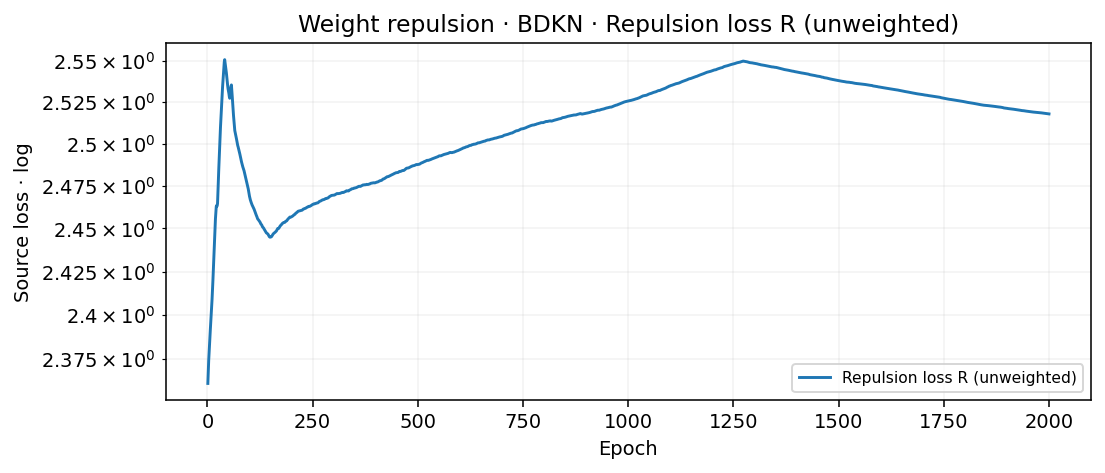 Weight repulsion · BDKN · Repulsion loss R (unweighted)
Source loss · log
2.55 × 10⁰
2.525 × 10⁰
2.5 × 10⁰
2.475 × 10⁰
2.45 × 10⁰
2.425 × 10⁰
2.4 × 10⁰
2.375 × 10⁰
Repulsion loss R (unweighted)
0 250 500 750 1000 1250 1500 1750 2000
Epoch